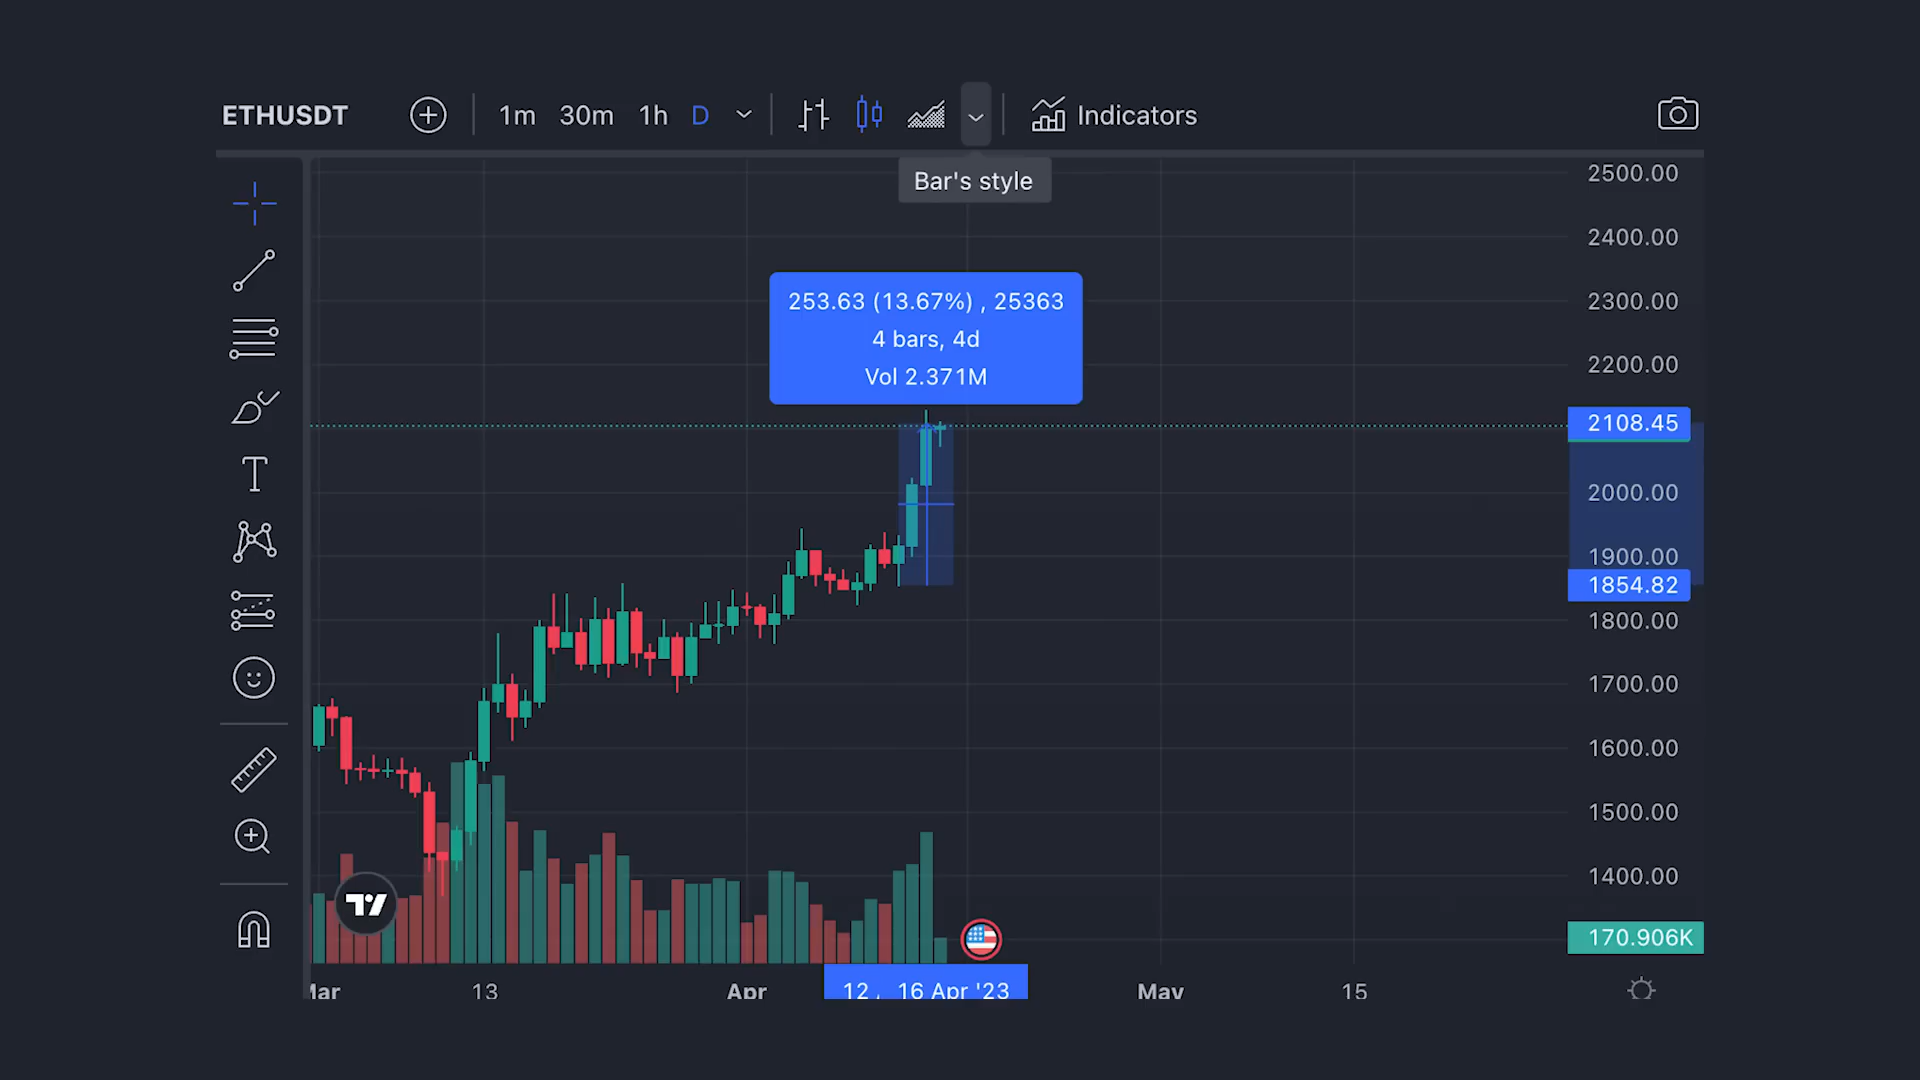 ETHUSDT
1m 30m 1h D
Indicators
Bar's style
253.63 (13.67%) , 25363
4 bars, 4d
Vol 2.371M
2500.00
2400.00
2300.00
2200.00
2108.45
2000.00
1900.00
1854.82
1800.00
1700.00
1600.00
1500.00
1400.00
170.906K
Mar 13 Apr 12 16 Apr '23 May 15